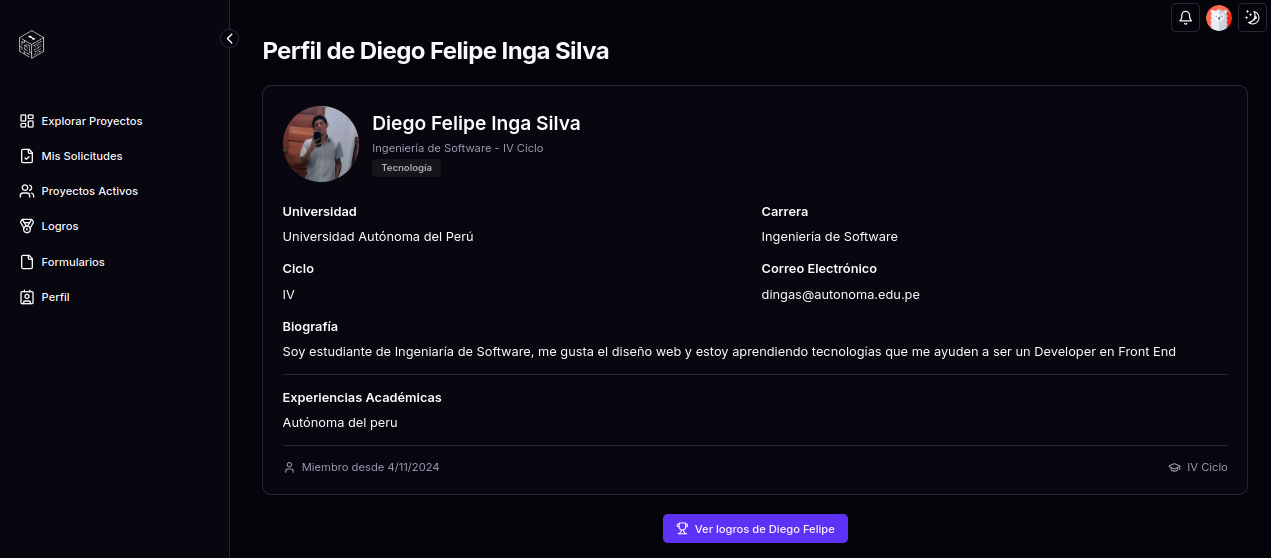 Perfil de Diego Felipe Inga Silva
Explorar Proyectos
Mis Solicitudes
Proyectos Activos
Logros
Formularios
Perfil
Diego Felipe Inga Silva
Ingeniería de Software - IV Ciclo
Tecnología
Universidad
Universidad Autónoma del Perú
Carrera
Ingeniería de Software
Ciclo
IV
Correo Electrónico
dingas@autonoma.edu.pe
Biografía
Soy estudiante de Ingeniaría de Software, me gusta el diseño web y estoy aprendiendo tecnologías que me ayuden a ser un Developer en Front End
Experiencias Académicas
Autónoma del peru
Miembro desde 4/11/2024
IV Ciclo
Ver logros de Diego Felipe